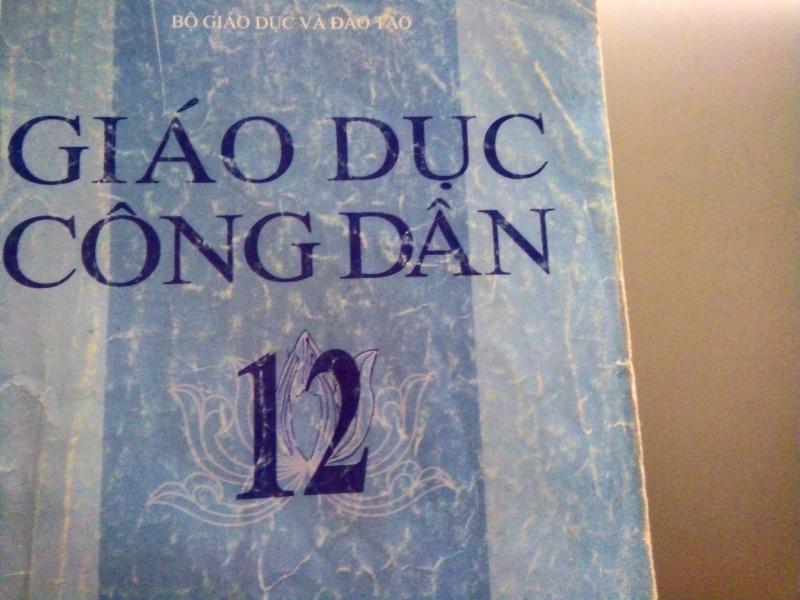 BỘ GIÁO DỤC VÀ ĐÀO TẠO
GIÁO DỤC
CÔNG DÂN
12